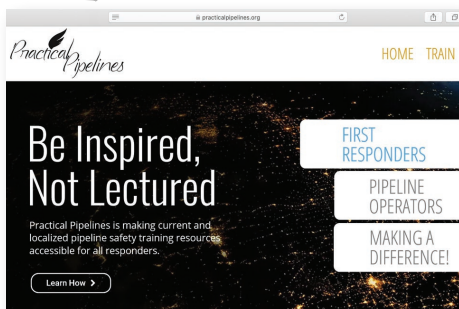 practicalpipelines.org
Practical Pipelines
HOME TRAIN
Be Inspired,
Not Lectured
Practical Pipelines is making current and
localized pipeline safety training resources
accessible for all responders.
Learn How >
FIRST
RESPONDERS
PIPELINE
OPERATORS
MAKING A
DIFFERENCE!